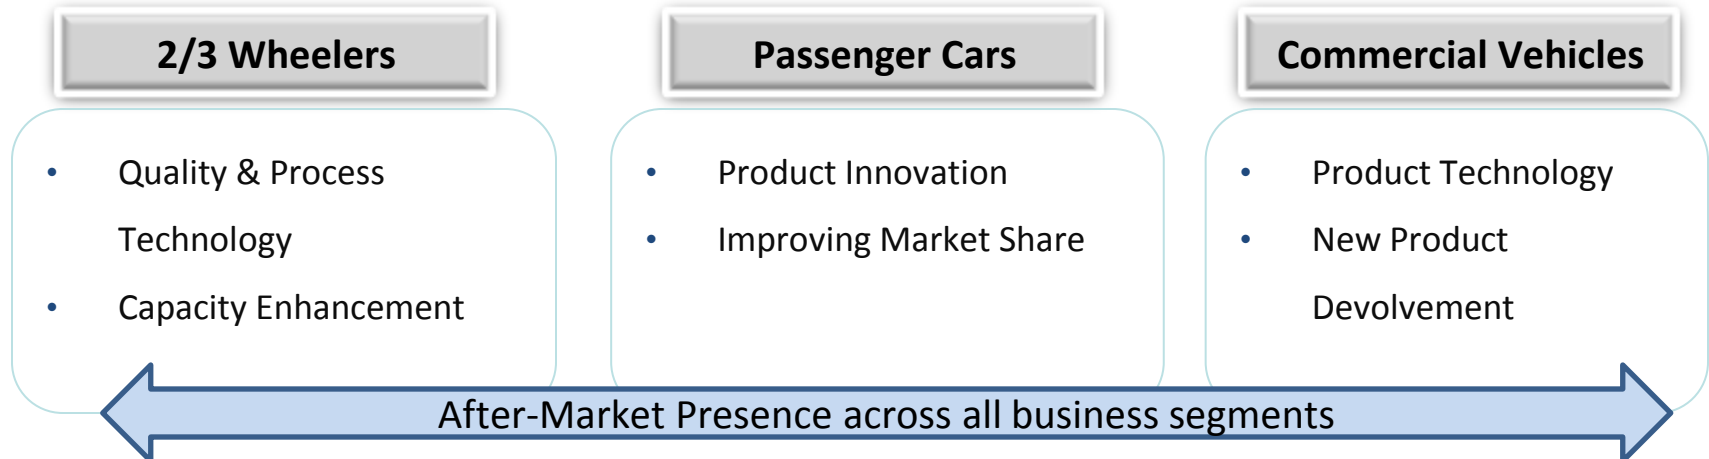 2/3 Wheelers
• Quality & Process
Technology
• Capacity Enhancement
Passenger Cars
• Product Innovation
• Improving Market Share
Commercial Vehicles
• Product Technology
• New Product
Devolvement
After-Market Presence across all business segments